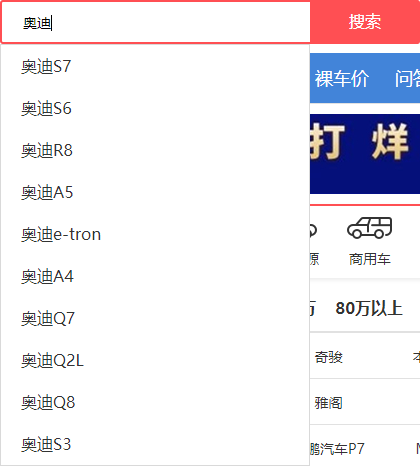 奥迪 搜索
奥迪S7
裸车价 问答
奥迪S6
奥迪R8
打 烊
奥迪A5
奥迪e-tron
源 商用车
奥迪A4
奥迪Q7
万 80万以上
奥迪Q2L
奇骏
奥迪Q8
雅阁
奥迪S3
鹏汽车P7